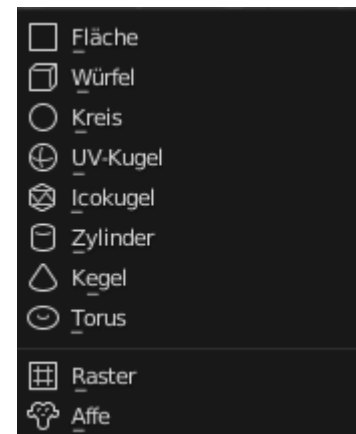 Fläche
Würfel
Kreis
UV-Kugel
Icokugel
Zylinder
Kegel
Torus
Raster
Affe